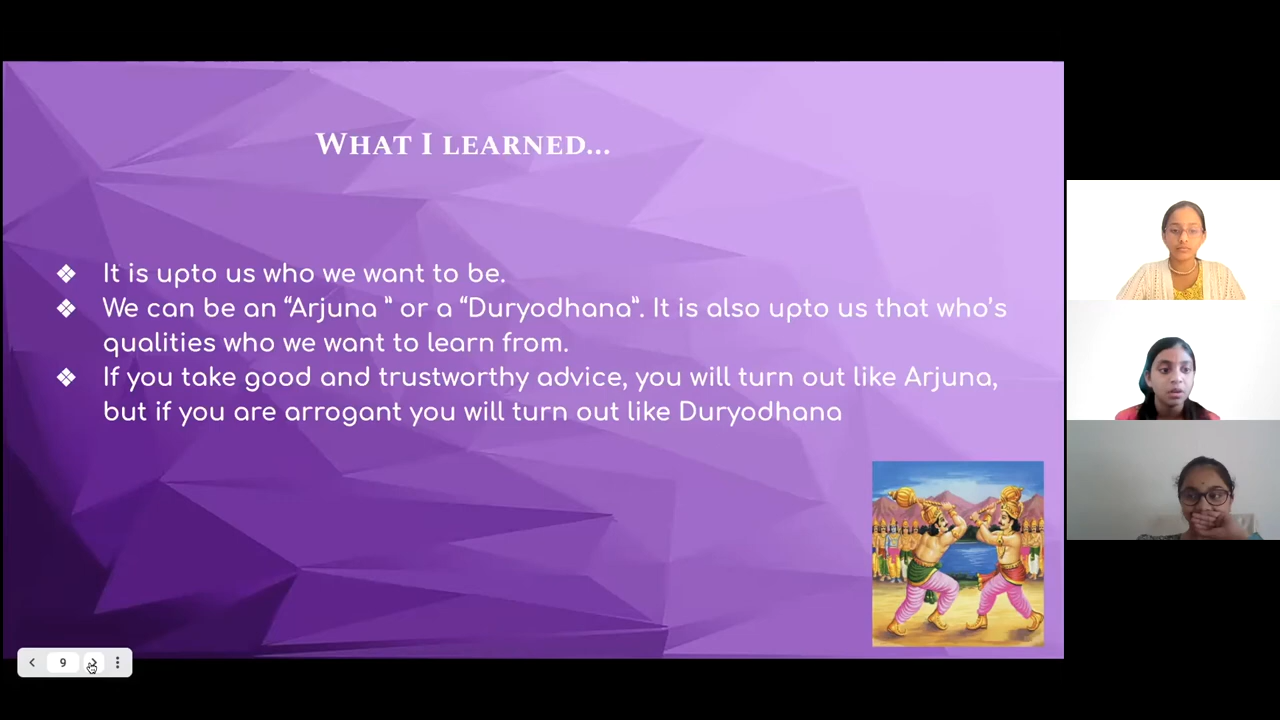 WHAT I LEARNED...
❖ It is upto us who we want to be.
❖ We can be an “Arjuna ” or a “Duryodhana”. It is also upto us that who’s
qualities who we want to learn from.
❖ If you take good and trustworthy advice, you will turn out like Arjuna,
but if you are arrogant you will turn out like Duryodhana
9